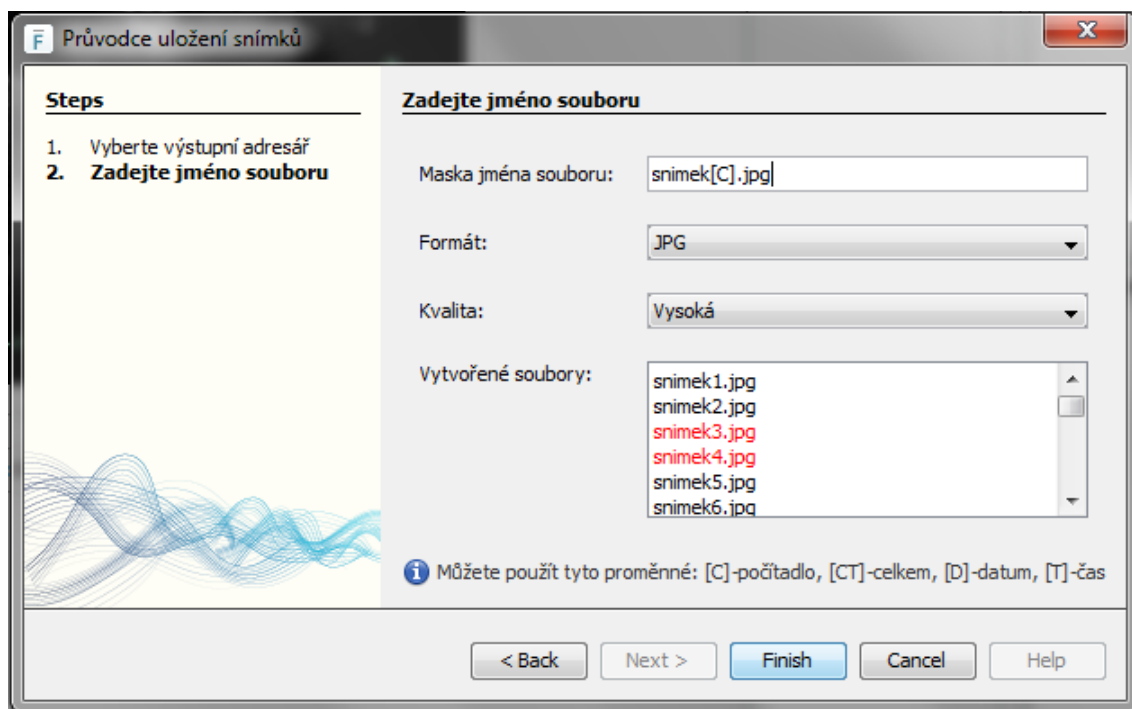 F Průvodce uložení snímků
Steps
1. Vyberte výstupní adresář
2. Zadejte jméno souboru
Zadejte jméno souboru
Maska jména souboru: snimek[C].jpg
Formát: JPG
Kvalita: Vysoká
Vytvořené soubory:
snimek1.jpg
snimek2.jpg
snimek3.jpg
snimek4.jpg
snimek5.jpg
snimek6.jpg
Můžete použít tyto proměnné: [C]-počítadlo, [CT]-celkem, [D]-datum, [T]-čas
< Back Next > Finish Cancel Help